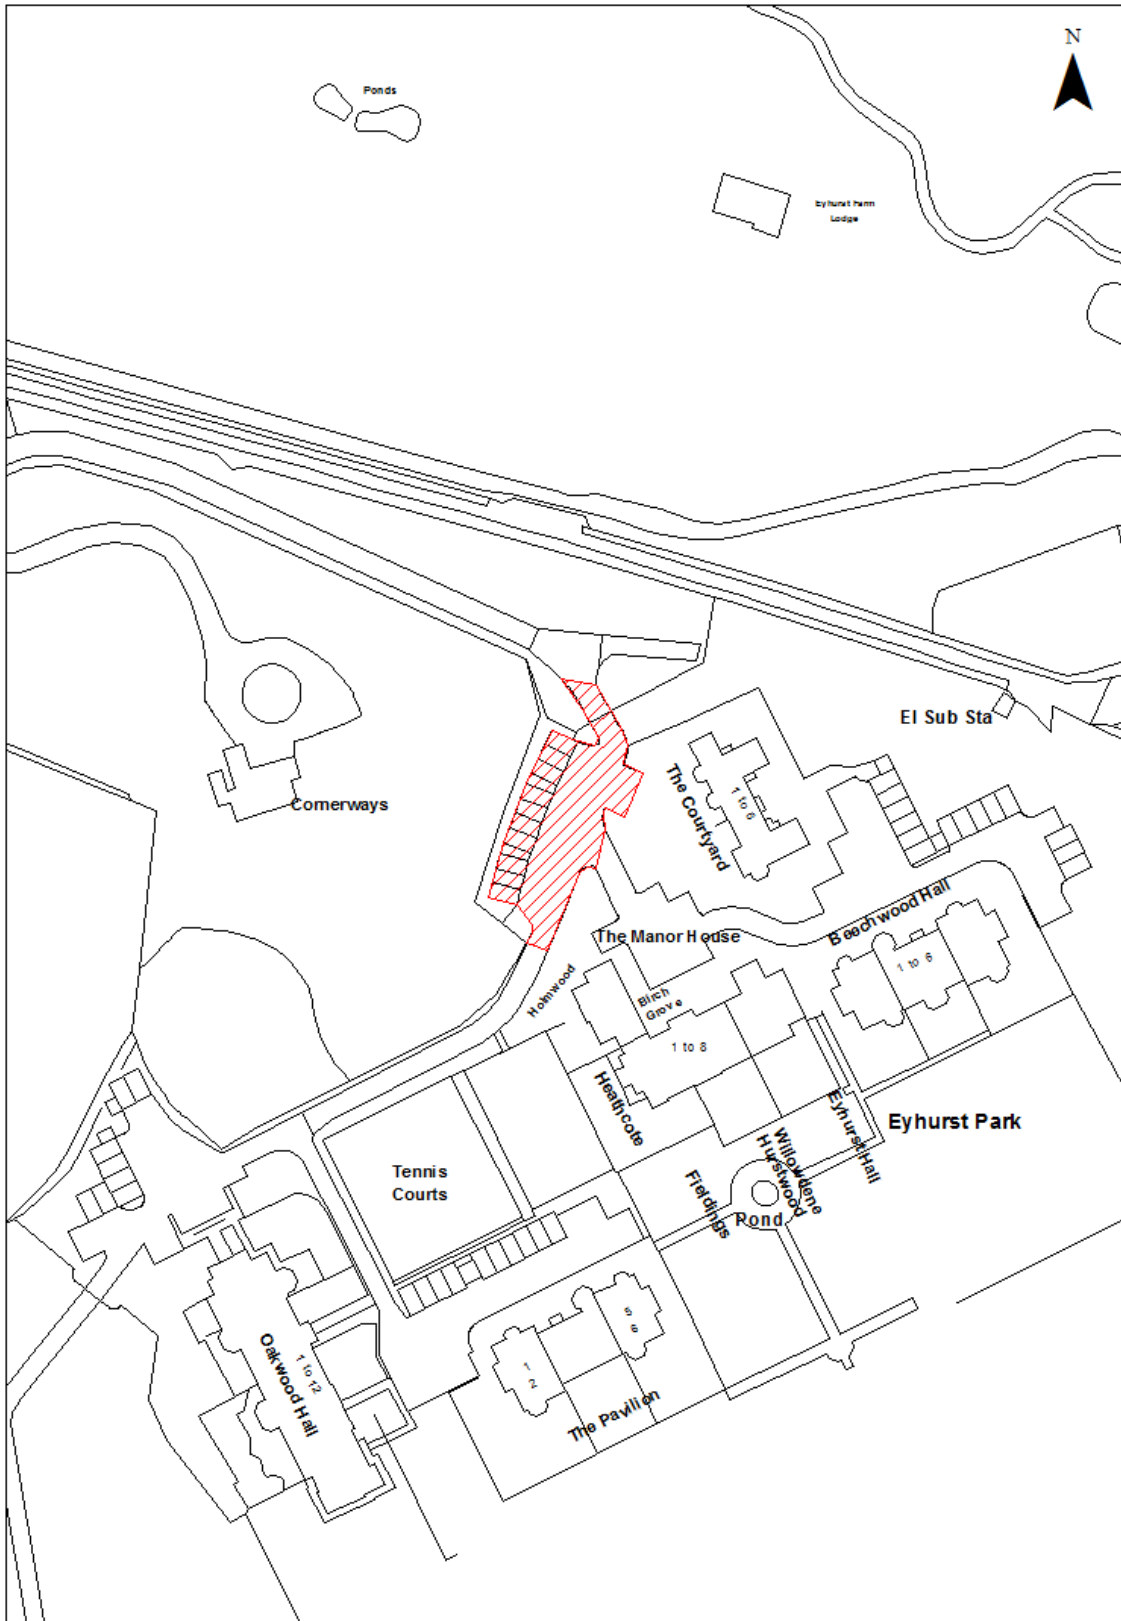 N
Ponds
Eyhurst Farm
Lodge
El Sub Sta
Cornerways
The Courtyard
1 to 6
Beechwood Hall
1 to 6
The Manor House
Holmwood
Birch
Grove
1 to 8
Heathcote
Eyhurst Hall
Eyhurst Park
Willowdene
Hurstwood
Fieldings
Pond
Tennis
Courts
Oakwood Hall
1 to 12
1
2
The Pavilion